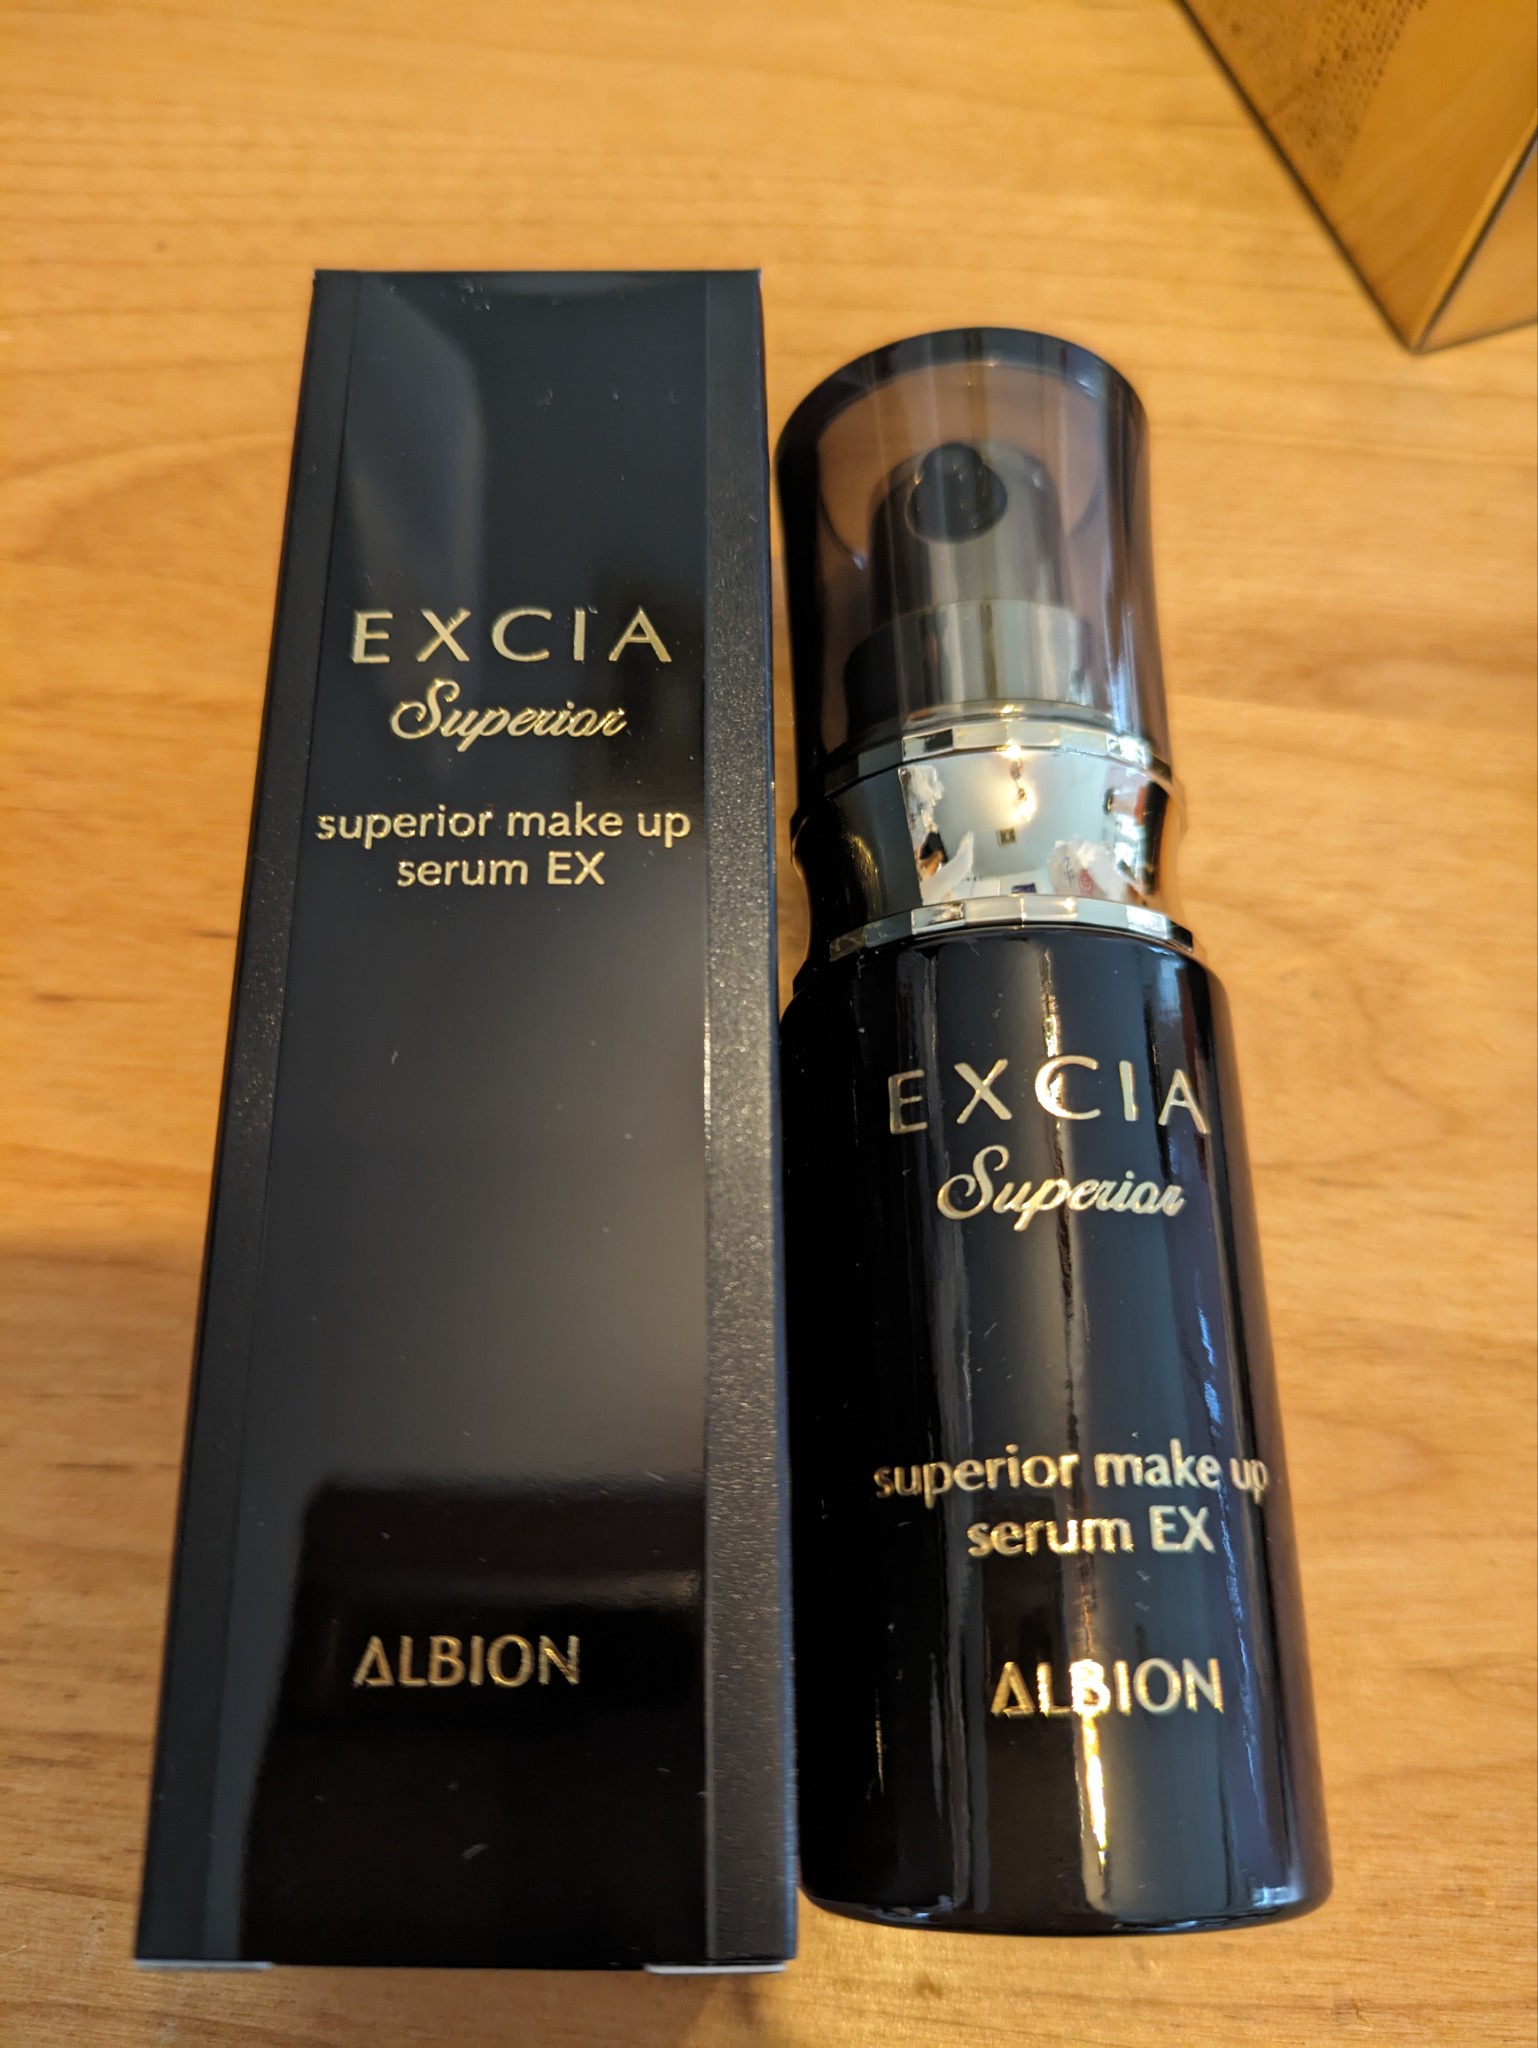 EXCIA
Superior
superior make up
serum EX
ALBION
EXCIA
Superior
superior make up
serum EX
ALBION